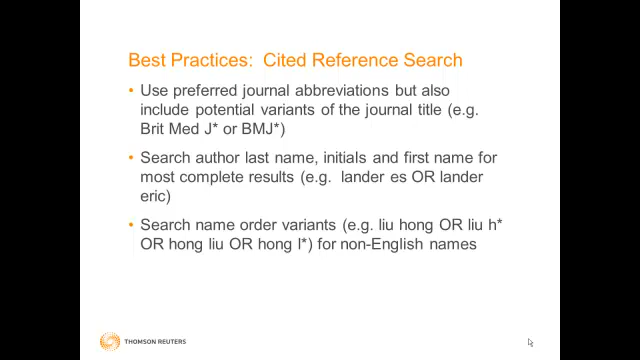 Best Practices:  Cited Reference Search
• Use preferred journal abbreviations but also
include potential variants of the journal title (e.g.
Brit Med J* or BMJ*)
• Search author last name, initials and first name for
most complete results (e.g.  lander es OR lander
eric)
• Search name order variants (e.g. liu hong OR liu h*
OR hong liu OR hong l*) for non-English names
THOMSON REUTERS